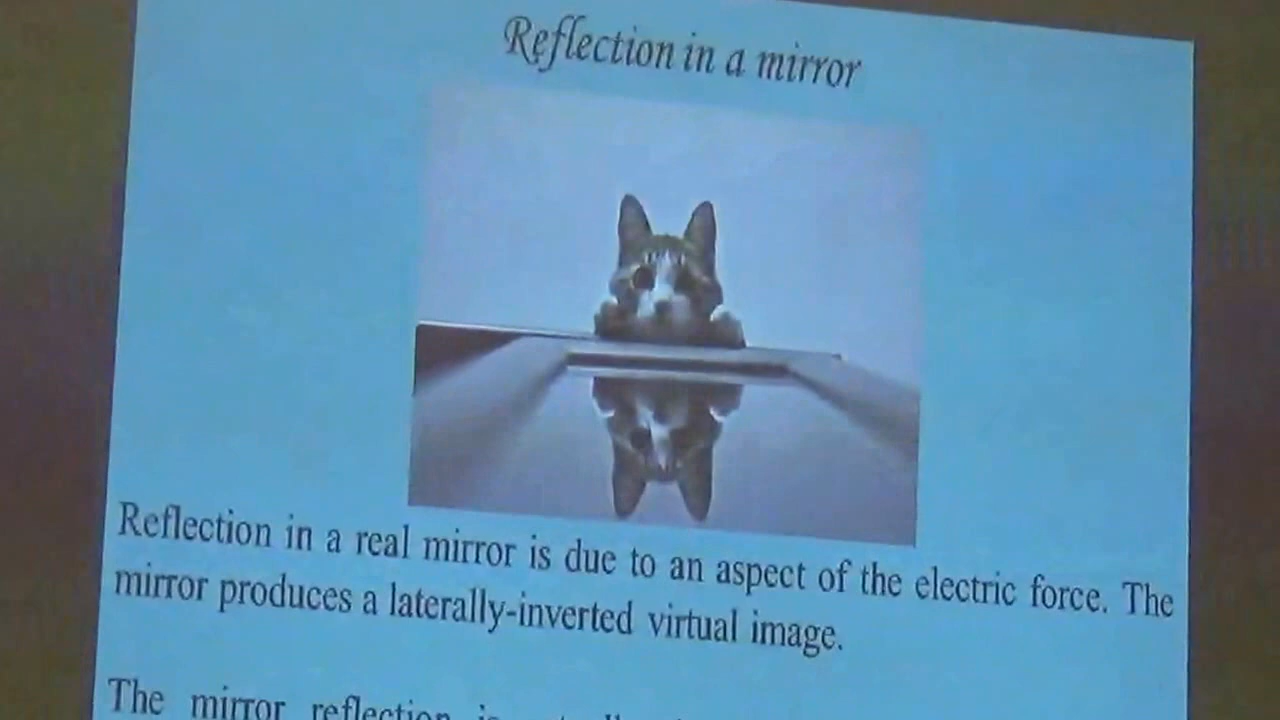 Reflection in a mirror
Reflection in a real mirror is due to an aspect of the electric force. The
mirror produces a laterally-inverted virtual image.
The mirror reflection is